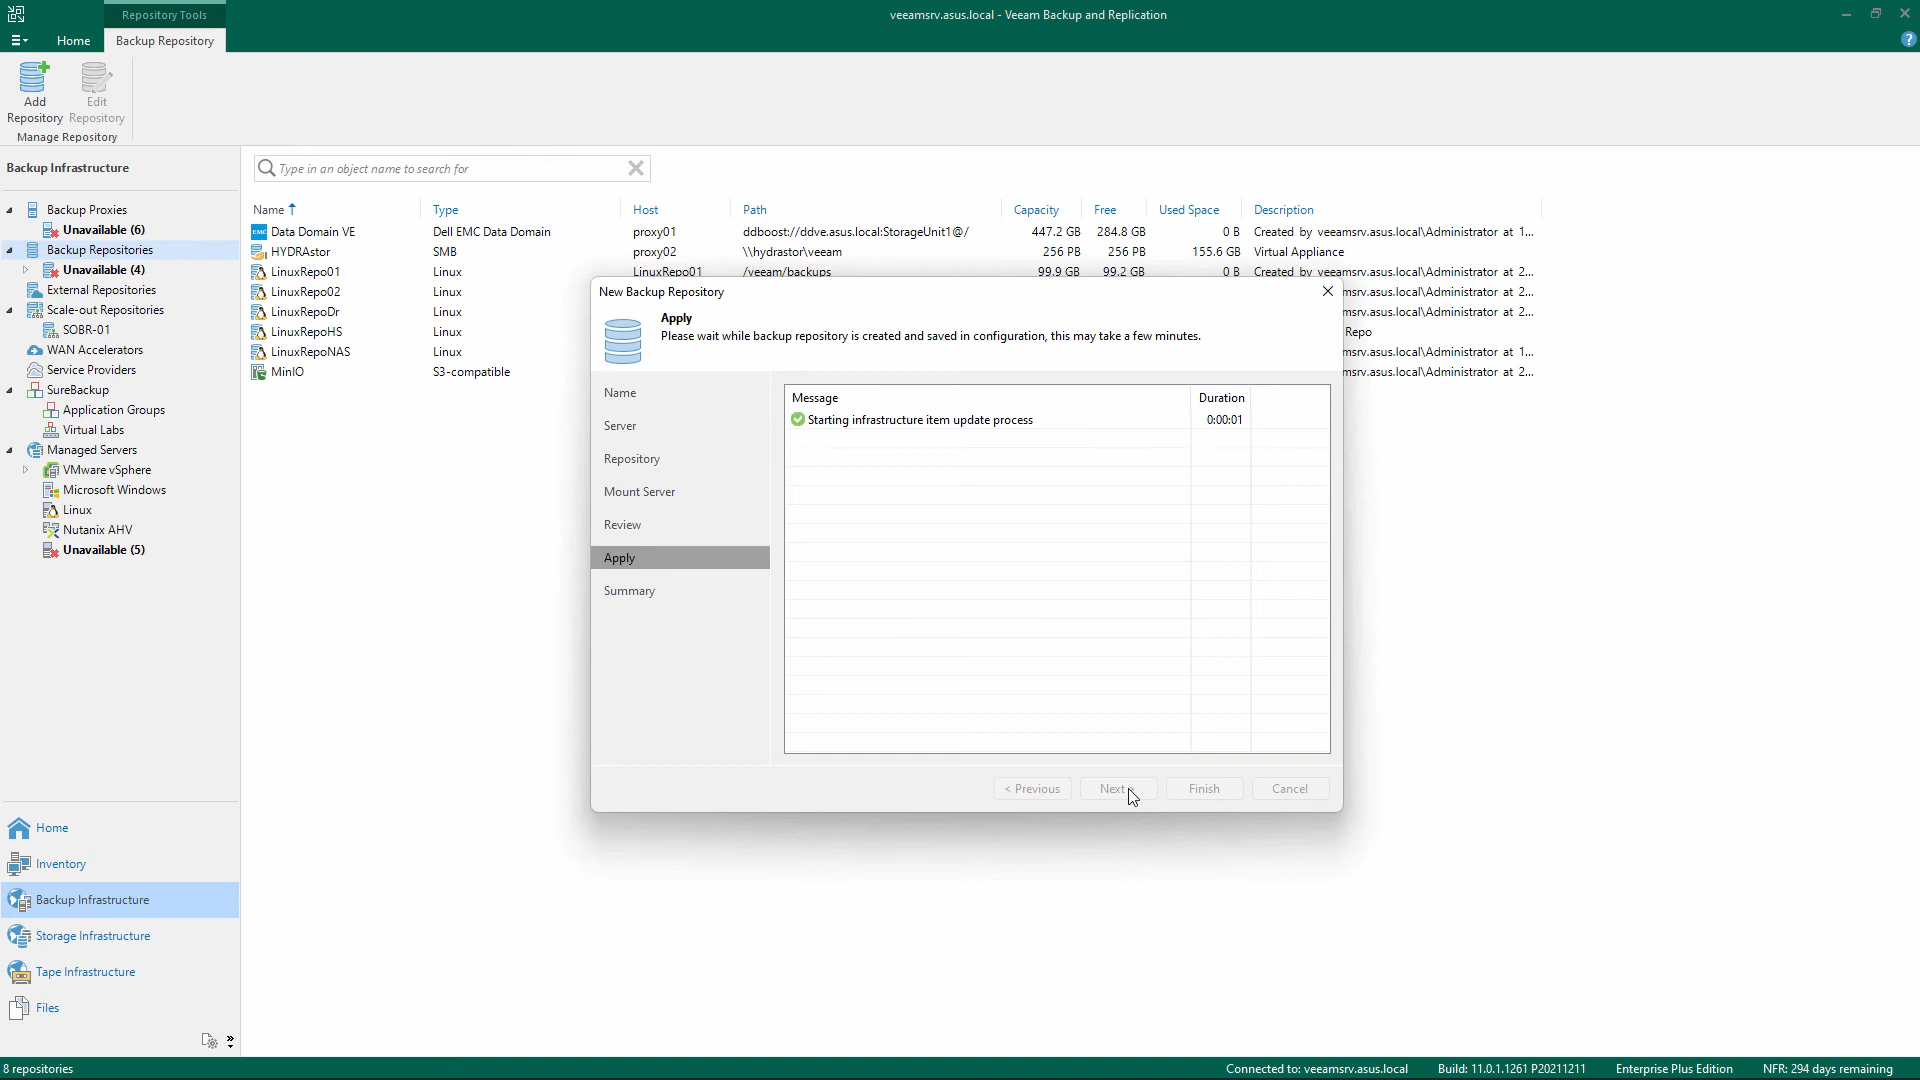 Repository Tools
veeamsrv.asus.local - Veeam Backup and Replication
Home
Backup Repository
?
Add Repository
Edit Repository
Manage Repository
Backup Infrastructure
Backup Proxies
Unavailable (6)
Backup Repositories
Unavailable (4)
External Repositories
Scale-out Repositories
SOBR-01
WAN Accelerators
Service Providers
SureBackup
Application Groups
Virtual Labs
Managed Servers
VMware vSphere
Microsoft Windows
Linux
Nutanix AHV
Unavailable (5)
Home
Inventory
Backup Infrastructure
Storage Infrastructure
Tape Infrastructure
Files
Type in an object name to search for
Name Type Host Path Capacity Free Used Space Description
EMC Data Domain VE Dell EMC Data Domain proxy01 ddboost://ddve.asus.local:StorageUnit1@/ 447.2 GB 284.8 GB 0 B Created by veeamsrv.asus.local\Administrator at 1...
HYDRAstor SMB proxy02 \\hydrastor\veeam 256 PB 256 PB 155.6 GB Virtual Appliance
LinuxRepo01 Linux LinuxRepo01 /veeam/backups 99.9 GB 99.2 GB 0 B Created by veeamsrv.asus.local\Administrator at 2...
LinuxRepo02 Linux msrv.asus.local\Administrator at 2...
LinuxRepoDr Linux msrv.asus.local\Administrator at 2...
LinuxRepoHS Linux Repo
LinuxRepoNAS Linux msrv.asus.local\Administrator at 1...
MinIO S3-compatible msrv.asus.local\Administrator at 2...
New Backup Repository
Apply
Please wait while backup repository is created and saved in configuration, this may take a few minutes.
Name
Server
Repository
Mount Server
Review
Apply
Summary
Message Duration
Starting infrastructure item update process 0:00:01
< Previous Next Finish Cancel
8 repositories
Connected to: veeamsrv.asus.local Build: 11.0.1.1261 P20211211 Enterprise Plus Edition NFR: 294 days remaining